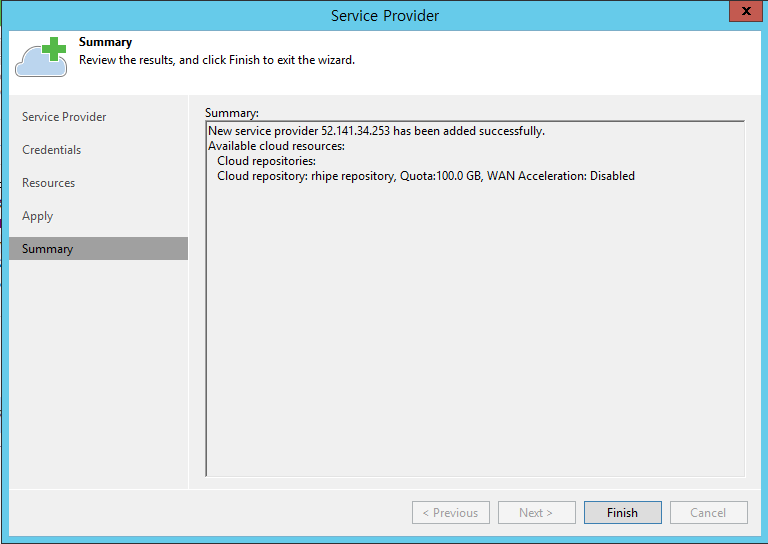 Service Provider
x
Summary
Review the results, and click Finish to exit the wizard.
Service Provider
Credentials
Resources
Apply
Summary
Summary:
New service provider 52.141.34.253 has been added successfully.
Available cloud resources:
Cloud repositories:
Cloud repository: rhipe repository, Quota:100.0 GB, WAN Acceleration: Disabled
< Previous
Next >
Finish
Cancel